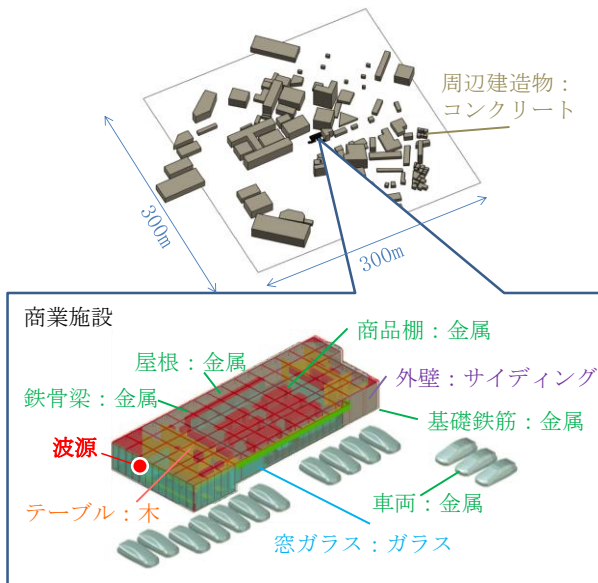 周辺建造物：
コンクリート
300m
300m
商業施設
商品棚：金属
屋根：金属
外壁：サイディング
鉄骨梁：金属
基礎鉄筋：金属
波源
車両：金属
テーブル：木
窓ガラス：ガラス